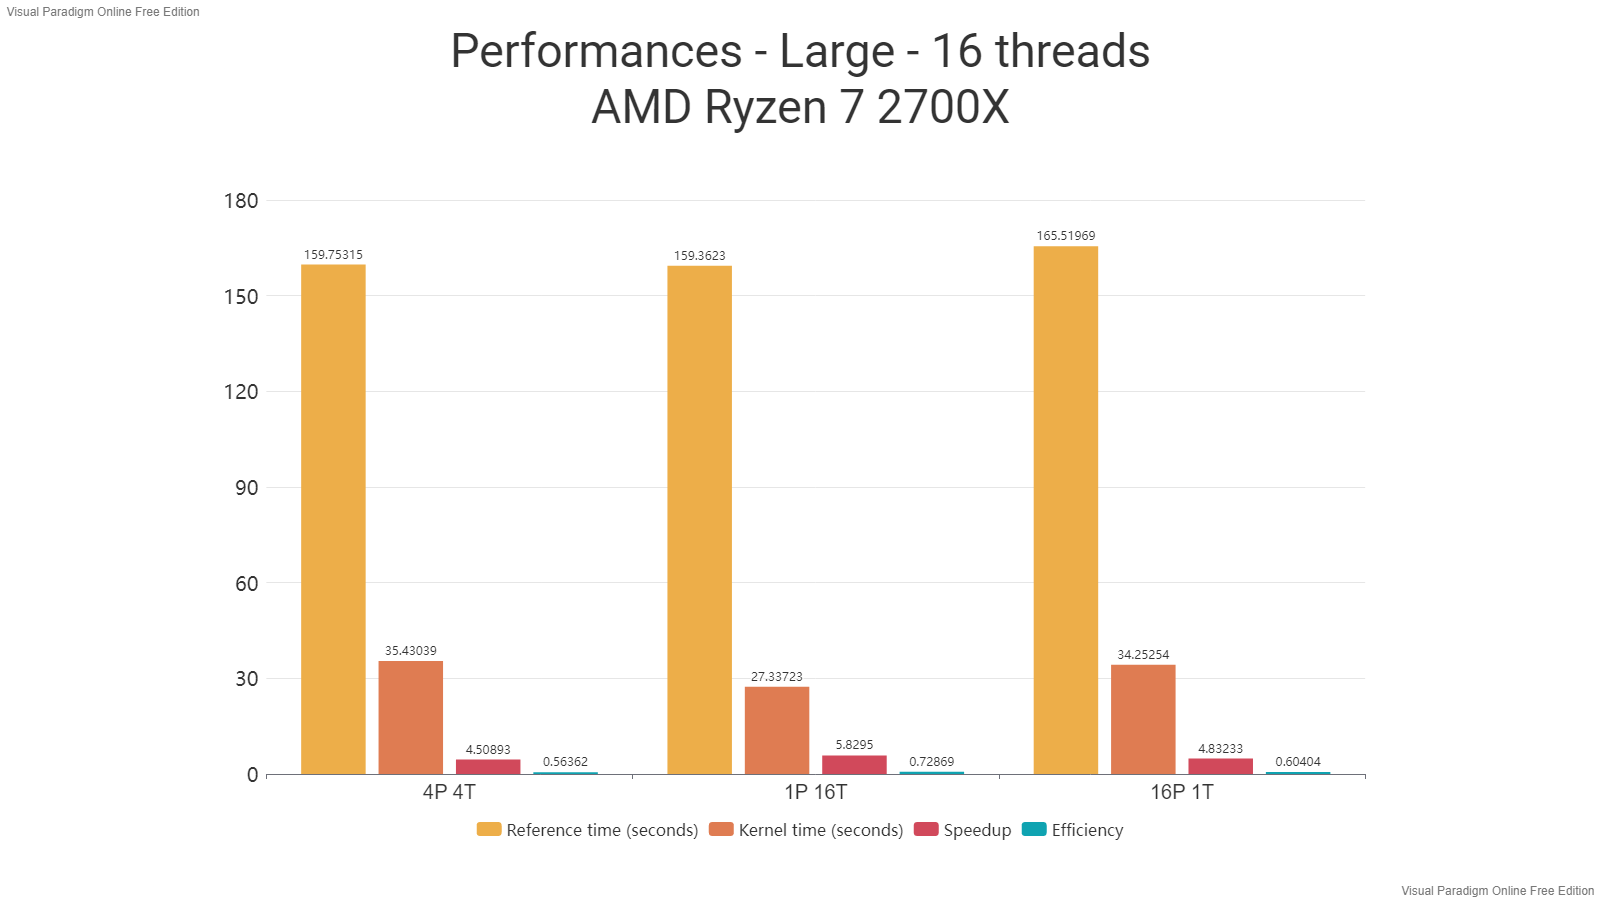 Visual Paradigm Online Free Edition
Performances - Large - 16 threads
AMD Ryzen 7 2700X
180
150
120
90
60
30
0
159.75315
35.43039
4.50893
0.56362
159.3623
27.33723
5.8295
0.72869
165.51969
34.25254
4.83233
0.60404
4P 4T
1P 16T
16P 1T
Reference time (seconds)
Kernel time (seconds)
Speedup
Efficiency
Visual Paradigm Online Free Edition